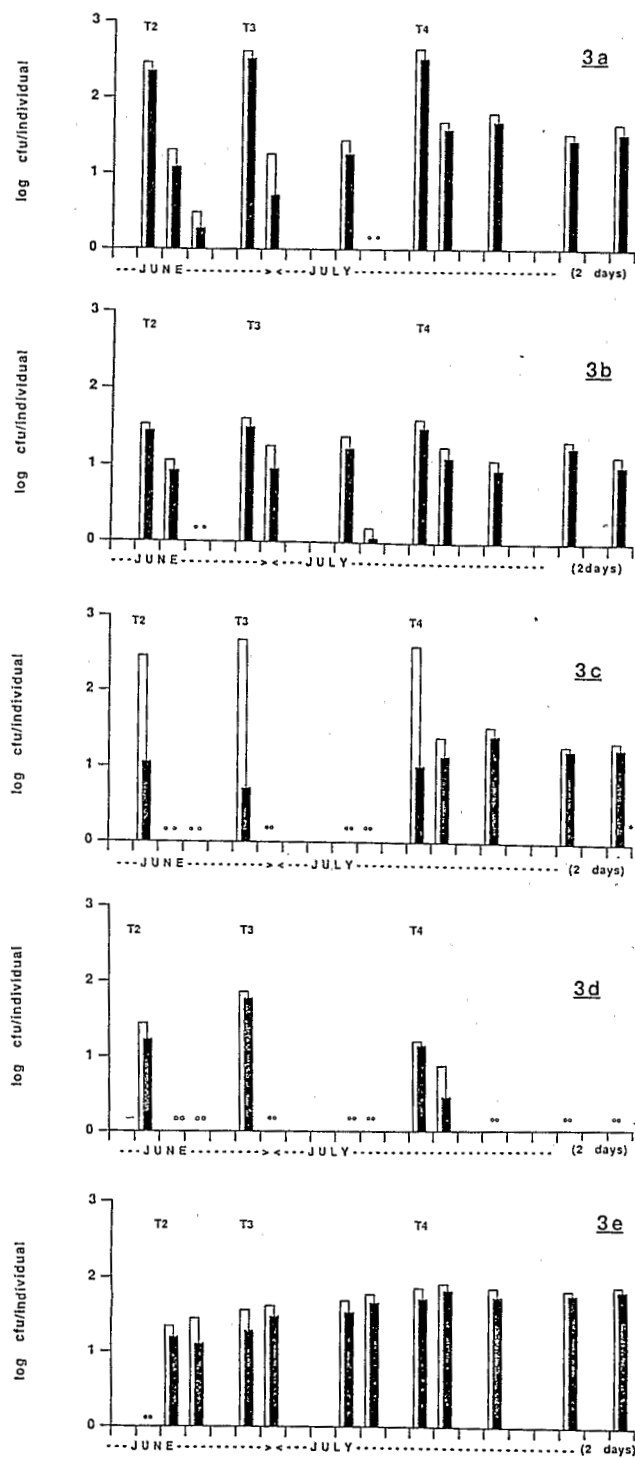 3
T2
T3
T4
3a
2
1
0
log cfu/individual
---JUNE-----------><----JULY-------------------------- (2 days)
3
T2
T3
T4
3b
2
1
0
log cfu/individual
----JUNE-------------><---JULY------------------------- (2days)
3
T2
T3
T4
3c
2
1
0
log cfu/individual
---JUNE--------------><----JULY-------------------------- (2 days)
3
T2
T3
T4
3d
2
1
0
log cfu/individual
----JUNE-----------><----JULY--------------------------- (2 days)
3
T2
T3
T4
3e
2
1
0
log cfu/individual
---JUNE-------------><---JULY---------------------------- (2 days)